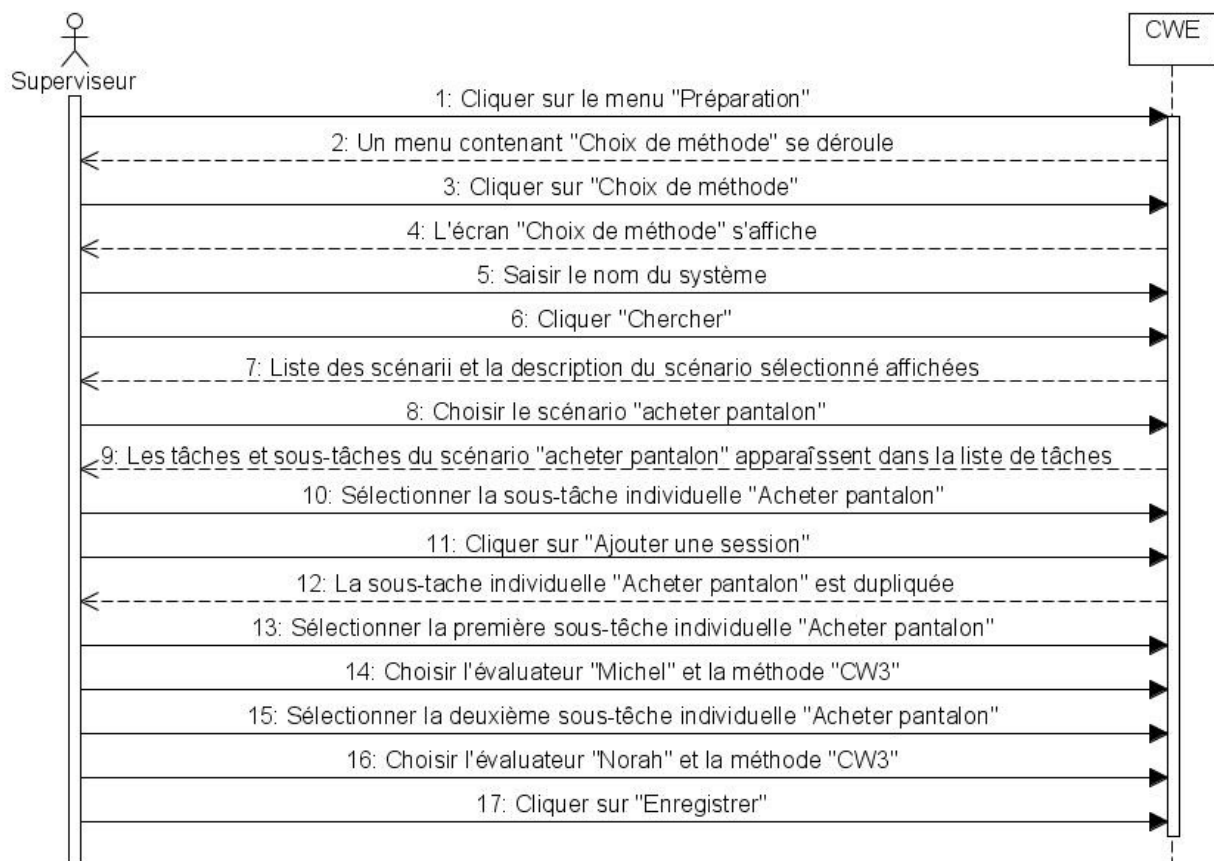 CWE
Superviseur
1: Cliquer sur le menu "Préparation"
2: Un menu contenant "Choix de méthode" se déroule
3: Cliquer sur "Choix de méthode"
4: L'écran "Choix de méthode" s'affiche
5: Saisir le nom du système
6: Cliquer "Chercher"
7: Liste des scénarii et la description du scénario sélectionné affichées
8: Choisir le scénario "acheter pantalon"
9: Les tâches et sous-tâches du scénario "acheter pantalon" apparaîssent dans la liste de tâches
10: Sélectionner la sous-tâche individuelle "Acheter pantalon"
11: Cliquer sur "Ajouter une session"
12: La sous-tache individuelle "Acheter pantalon" est dupliquée
13: Sélectionner la première sous-têche individuelle "Acheter pantalon"
14: Choisir l'évaluateur "Michel" et la méthode "CW3"
15: Sélectionner la deuxième sous-têche individuelle "Acheter pantalon"
16: Choisir l'évaluateur "Norah" et la méthode "CW3"
17: Cliquer sur "Enregistrer"